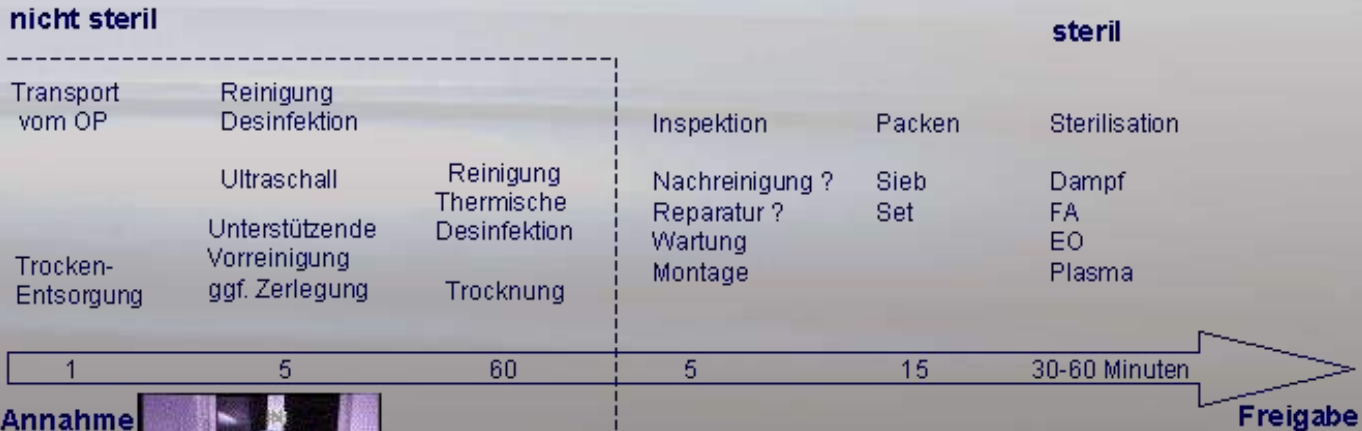 nicht steril
steril
Transport
vom OP
Trocken-
Entsorgung
Reinigung
Desinfektion
Ultraschall
Unterstützende
Vorreinigung
ggf. Zerlegung
Reinigung
Thermische
Desinfektion
Trocknung
Inspektion
Nachreinigung ?
Reparatur ?
Wartung
Montage
Packen
Sieb
Set
Sterilisation
Dampf
FA
EO
Plasma
1 5 60 5 15 30-60 Minuten
Annahme
Freigabe